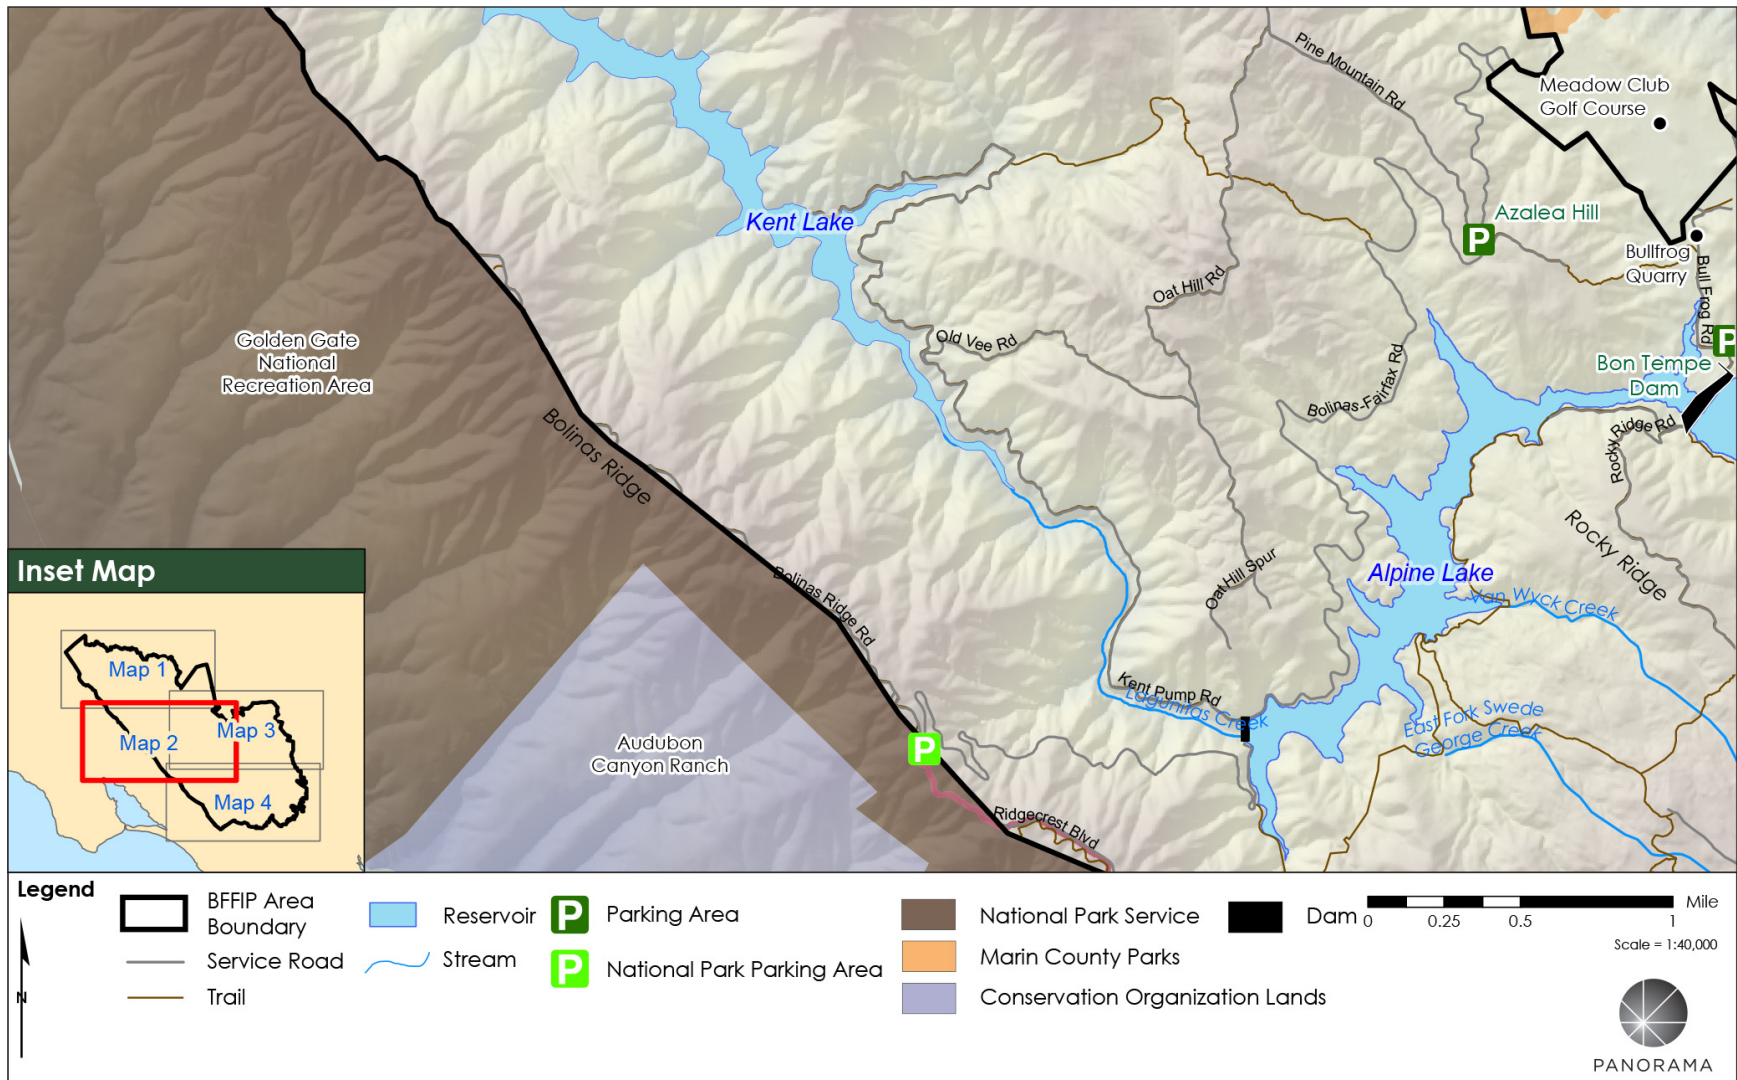 Pine Mountain Rd
Meadow Club
Golf Course
Kent Lake
Azalea Hill
P
Bullfrog
Quarry
Bull Frog Rd
Oat Hill Rd
Golden Gate
National
Recreation Area
Old Vee Rd
P
Bon Tempe
Dam
Bolinas-Fairfax Rd
Bolinas Ridge
Rocky Ridge Rd
Rocky Ridge
Alpine Lake
Van Wyck Creek
Oat Hill Spur
Bolinas Ridge Rd
Kent Pump Rd
Lagunitas Creek
East Fork Swede
George Creek
Audubon
Canyon Ranch
P
Ridgecrest Blvd
Inset Map
Map 1
Map 2
Map 3
Map 4
Legend
N
BFFIP Area
Boundary
Service Road
Trail
Reservoir
Stream
P Parking Area
P National Park Parking Area
National Park Service
Marin County Parks
Conservation Organization Lands
Dam
Mile
0 0.25 0.5 1
Scale = 1:40,000
PANORAMA